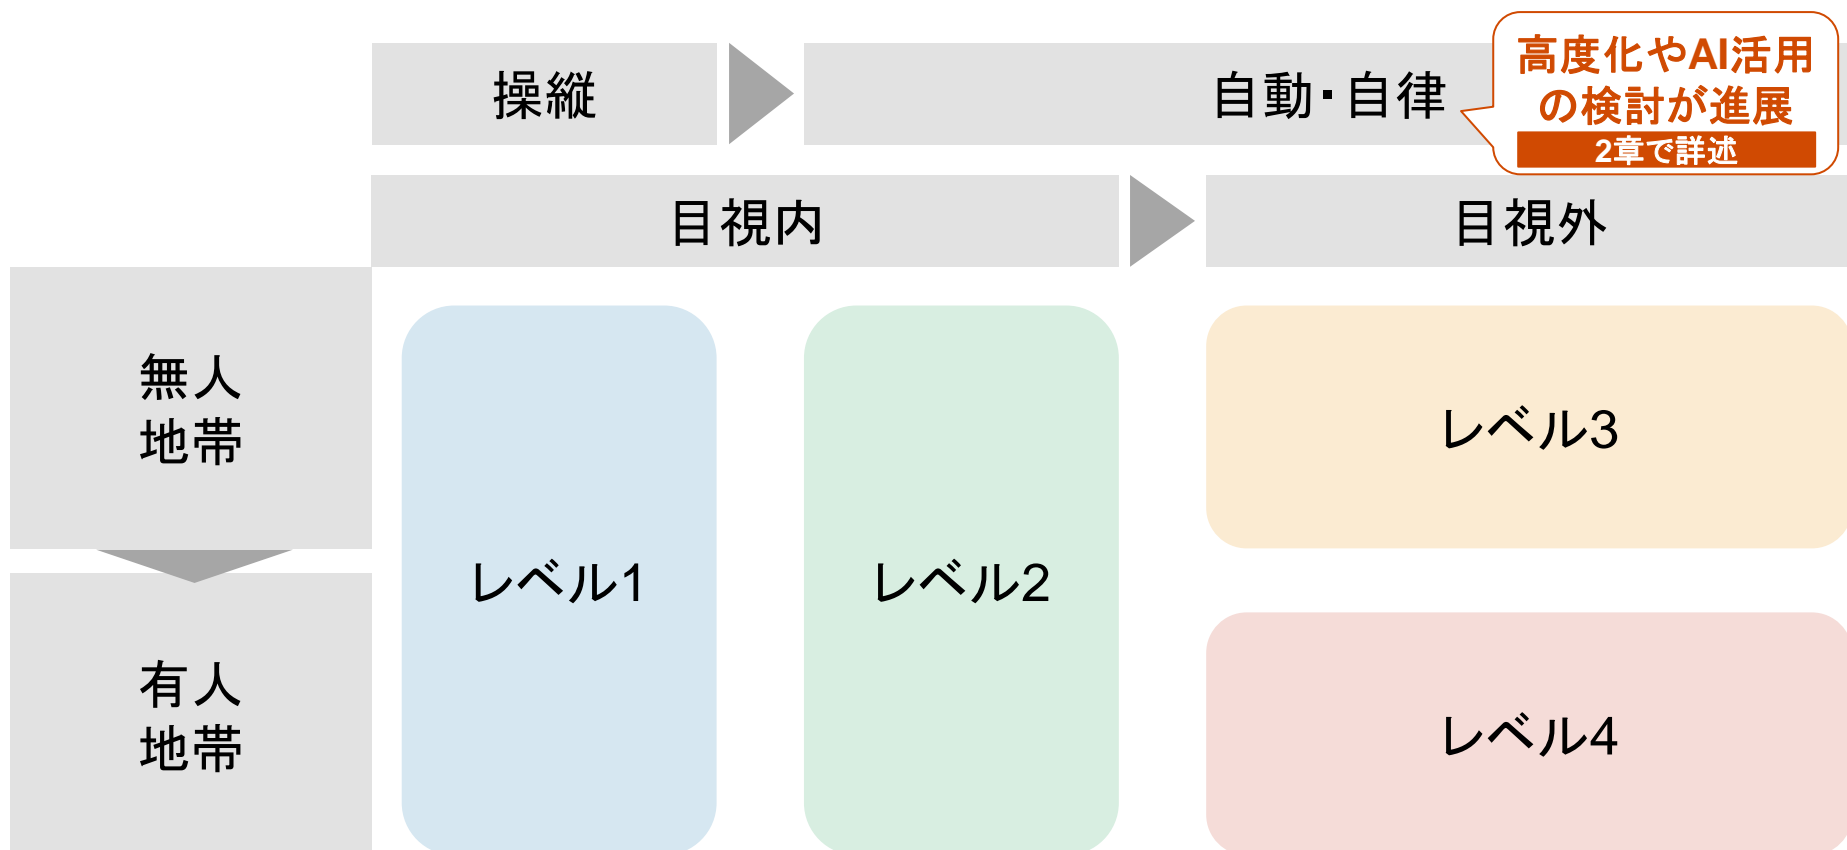 操縦
自動・自律
高度化やAI活用
の検討が進展
2章で詳述
目視内
目視外
無人
地帯
レベル1
レベル2
レベル3
有人
地帯
レベル4